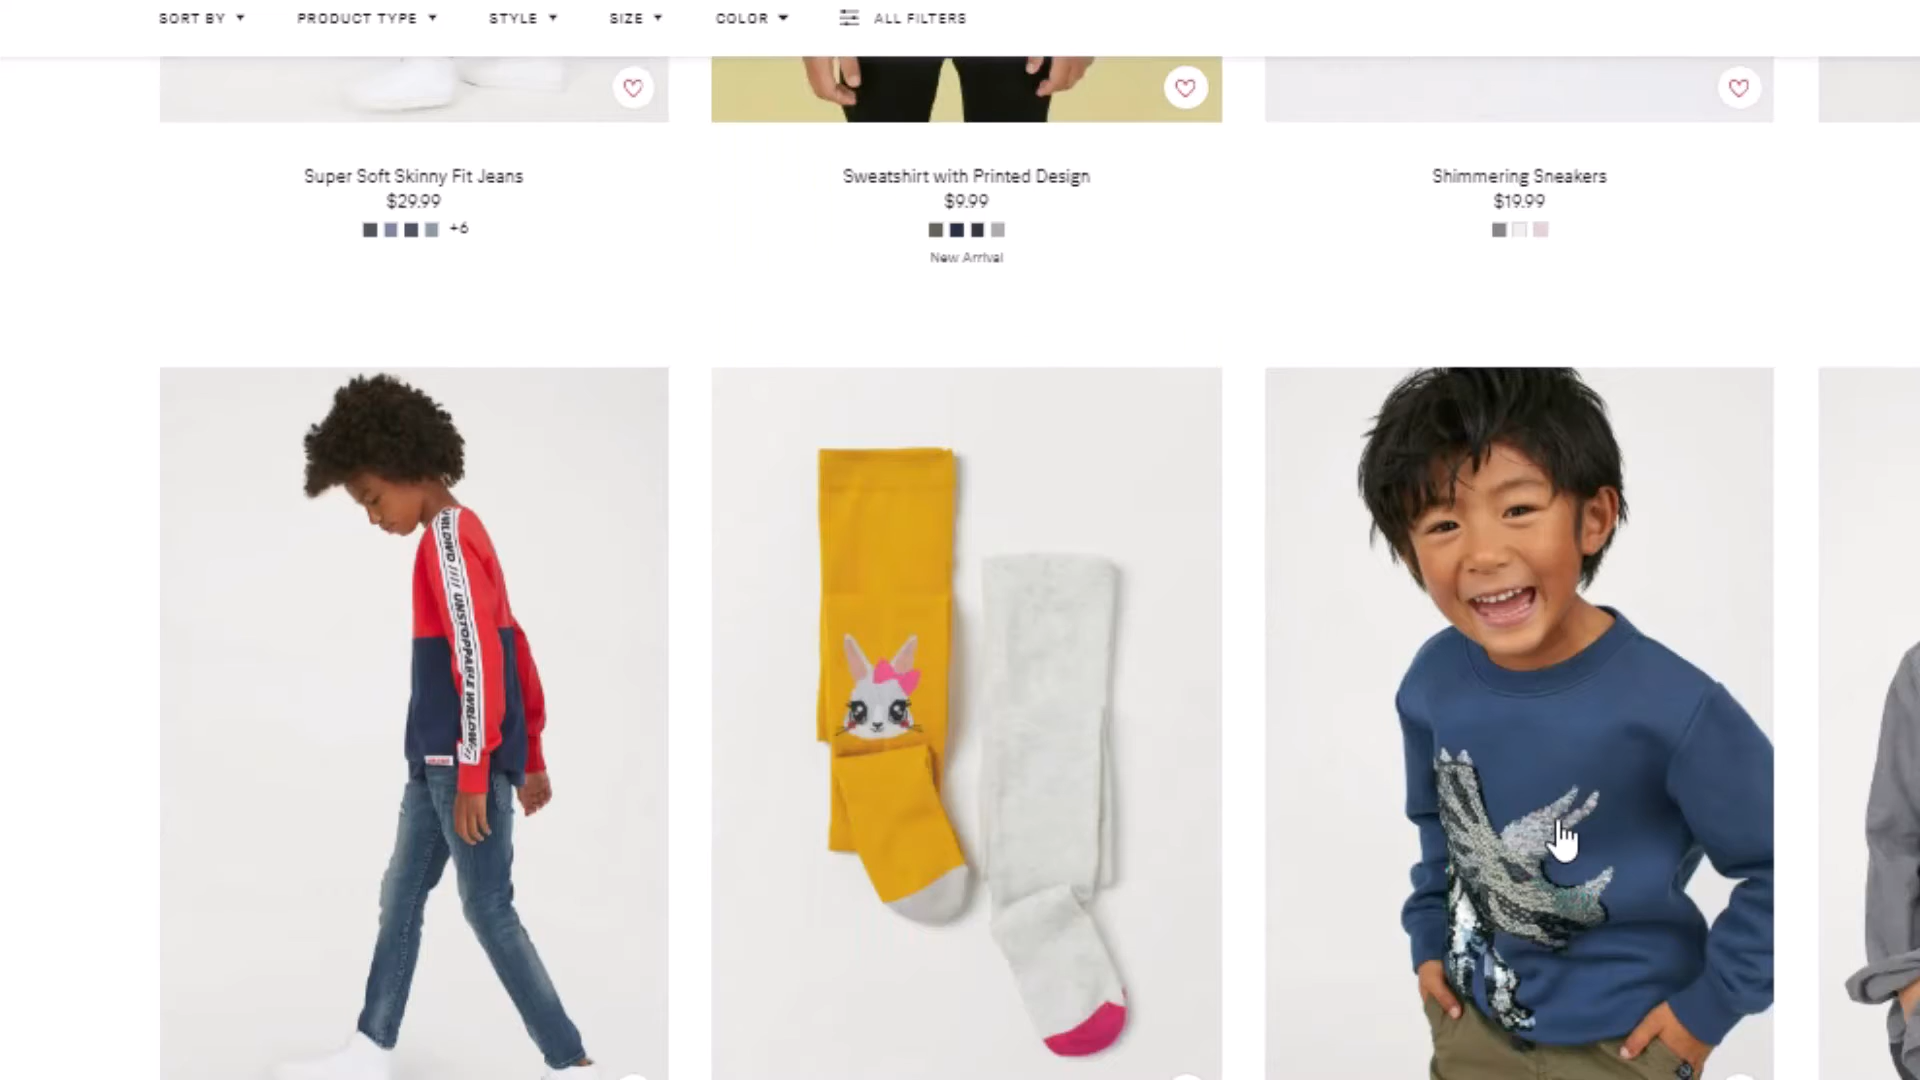 SORT BY PRODUCT TYPE STYLE SIZE COLOR ALL FILTERS
Super Soft Skinny Fit Jeans
$29.99
+6
Sweatshirt with Printed Design
$9.99
New Arrival
Shimmering Sneakers
$19.99
UNSTOPPABLE